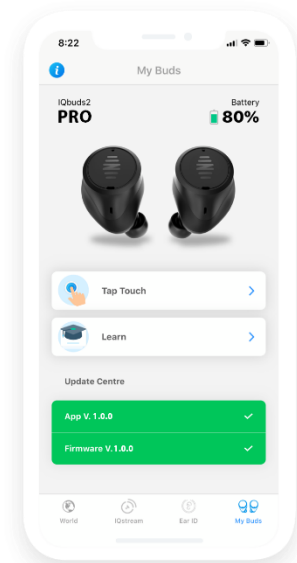 8:22
My Buds
IQbuds2
PRO
Battery
80%
Tap Touch
Learn
Update Centre
App V. 1.0.0
Firmware V.1.0.0
World
IQstream
Ear ID
My Buds